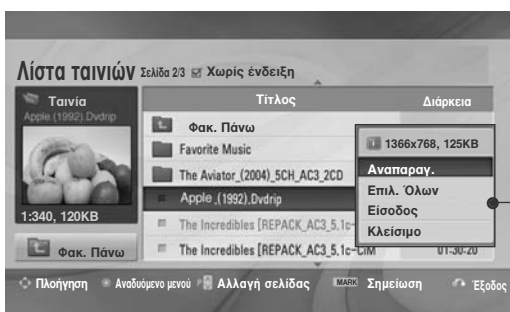 Λίστα ταινιών Σελίδα 2/3 Χωρίς ένδειξη
Ταινία
Apple.(1992).Dvdrip
1:340, 120KB
Φακ. Πάνω
Τίτλος
Διάρκεια
Φακ. Πάνω
Favorite Music
The Aviator_(2004)_5CH_AC3_2CD
Apple_(1992).Dvdrip
The Incredibles [REPACK_AC3_5,1c-
The Incredibles [REPACK_AC3_5,1c-CiM
01:30:20
1366x768, 125KB
Αναπαραγ.
Επιλ. Όλων
Είσοδος
Κλείσιμο
Πλοήγηση Αναδυόμενο μενού P Αλλαγή σελίδας MARK Σημείωση Έξοδος